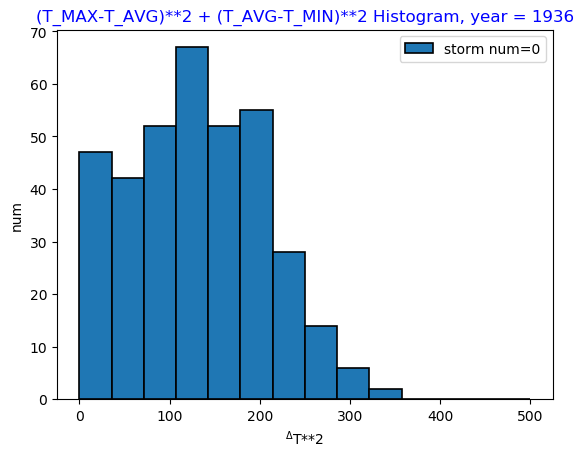 (T_MAX-T_AVG)**2 + (T_AVG-T_MIN)**2 Histogram, year = 1936
storm num=0
70
60
50
40
30
20
10
0
num
0 100 200 300 400 500
ᐞT**2